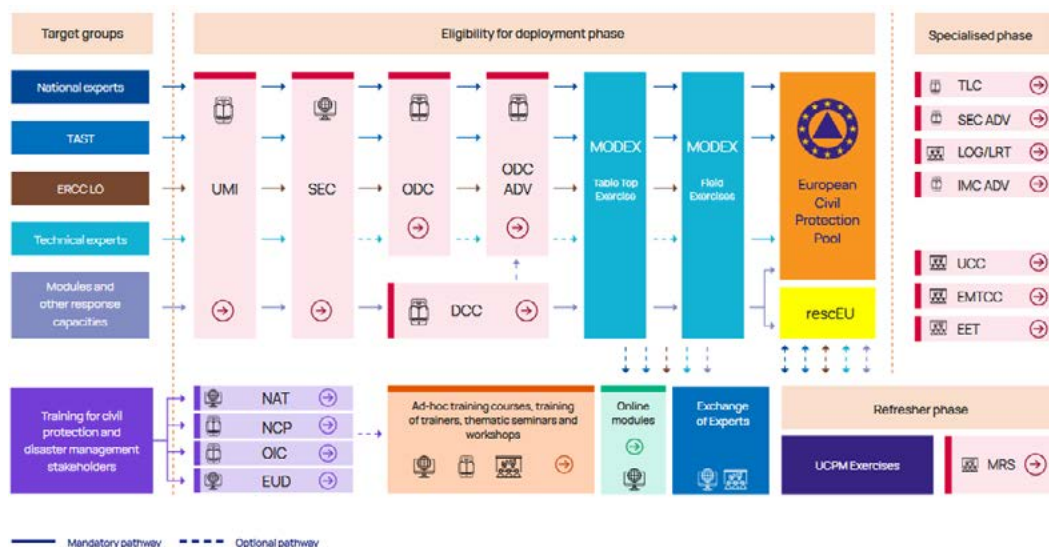 Target groups
Eligibility for deployment phase
Specialised phase
National experts
TAST
ERCC LO
Technical experts
Modules and
other response
capacities
UMI
SEC
ODC
ODC
ADV
DCC
MODEX
Table Top
Exercise
MODEX
Field
Exercises
European
Civil
Protection
Pool
rescEU
TLC
SEC ADV
LOG/LRT
IMC ADV
UCC
EMTCC
EET
Training for civil
protection and
disaster management
stakeholders
NAT
NCP
OIC
EUD
Ad-hoc training courses, training
of trainers, thematic seminars and
workshops
Online
modules
Exchange
of Experts
Refresher phase
UCPM Exercises
MRS
Mandatory pathway
Optional pathway